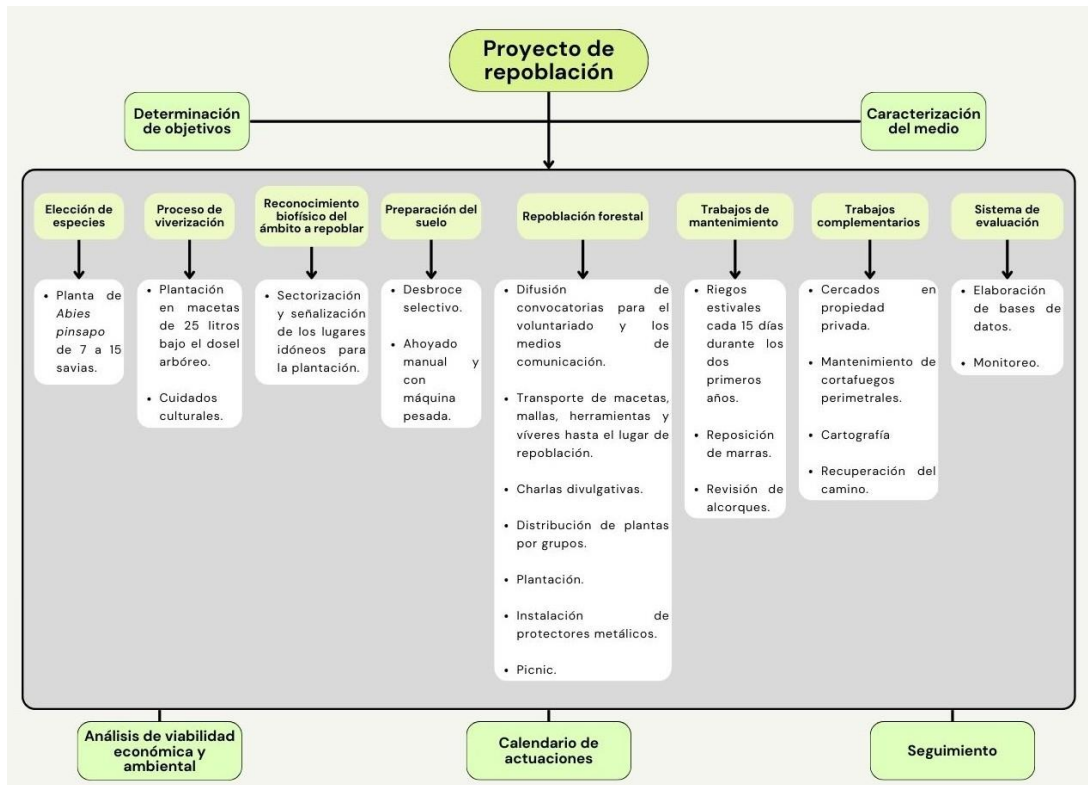 Proyecto de
repoblación
Determinación
de objetivos
Caracterización
del medio
Elección de
especies
• Planta de
Abies
pinsapo
de 7 a 15
savias.
Proceso de
viverización
• Plantación
en macetas
de 25 litros
bajo el dosel
arbóreo.
• Cuidados
culturales.
Reconocimiento
biofísico del
ámbito a repoblar
• Sectorización
y señalización
de los lugares
idóneos para
la plantación.
Preparación del
suelo
• Desbroce
selectivo.
• Ahoyado
manual y
con
máquina
pesada.
Repoblación forestal
• Difusión de
convocatorias para el
voluntariado y los
medios de
comunicación.
• Transporte de macetas,
mallas, herramientas y
víveres hasta el lugar de
repoblación.
• Charlas divulgativas.
• Distribución de plantas
por grupos.
• Plantación.
• Instalación de
protectores metálicos.
• Picnic.
Trabajos de
mantenimiento
• Riegos
estivales
cada 15 días
durante los
dos
primeros
años.
• Reposición
de marras.
• Revisión de
alcorques.
Trabajos
complementarios
• Cercados en
propiedad
privada.
• Mantenimiento de
cortafuegos
perimetrales.
• Cartografía
• Recuperación del
camino.
Sistema de
evaluación
• Elaboración
de bases de
datos.
• Monitoreo.
Análisis de viabilidad
económica y
ambiental
Calendario de
actuaciones
Seguimiento